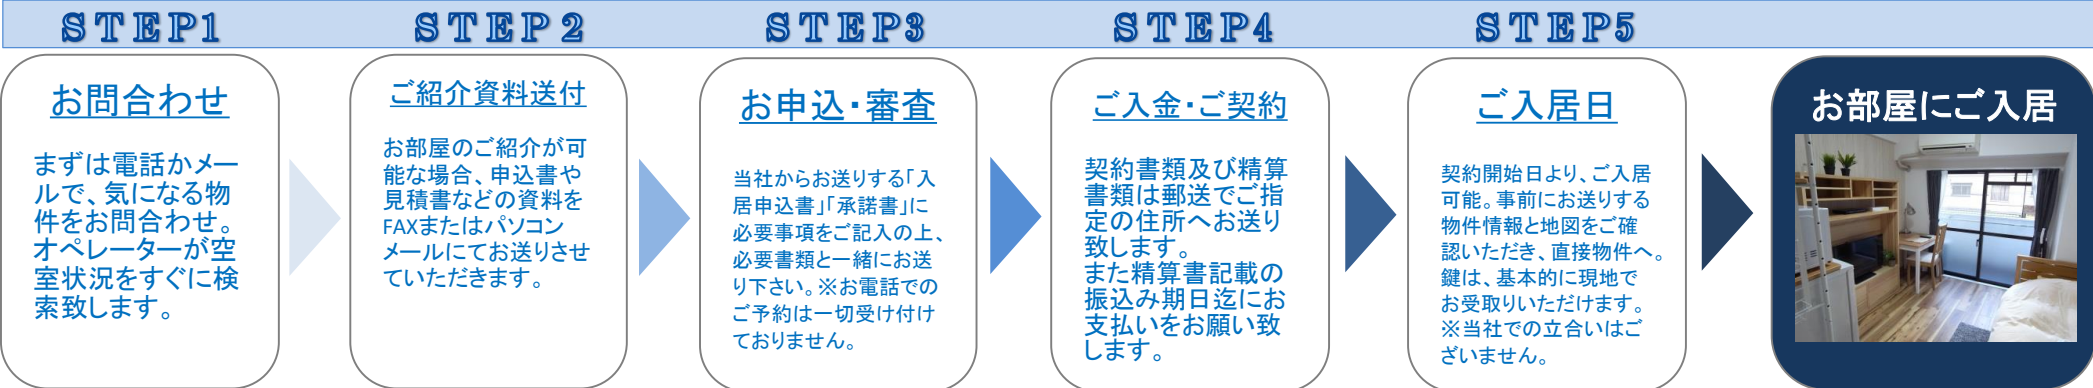 STEP1
STEP2
STEP3
STEP4
STEP5
お問合わせ
まずは電話かメー
ルで、気になる物
件をお問合わせ。
オペレーターが空
室状況をすぐに検
索致します。
ご紹介資料送付
お部屋のご紹介が可
能な場合、申込書や
見積書などの資料を
FAXまたはパソコン
メールにてお送りさせ
ていただきます。
お申込・審査
当社からお送りする「入
居申込書」「承諾書」に
必要事項をご記入の上、
必要書類と一緒にお送
り下さい。※お電話での
ご予約は一切受け付け
ておりません。
ご入金・ご契約
契約書類及び精算
書類は郵送でご指
定の住所へお送り
致します。
また精算書記載の
振込み期日迄にお
支払いをお願い致
します。
ご入居日
契約開始日より、ご入居
可能。事前にお送りする
物件情報と地図をご確
認いただき、直接物件へ。
鍵は、基本的に現地で
お受取りいただけます。
※当社での立合いはご
ざいません。
お部屋にご入居